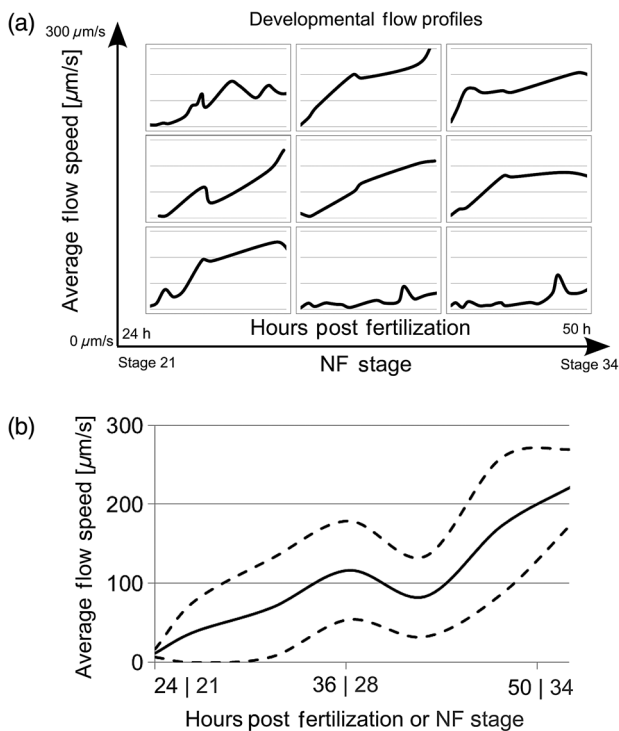 (a)
Developmental flow profiles
300 µm/s
Average flow speed [µm/s]
24 h
Hours post fertilization
50 h
0 µm/s
Stage 21
NF stage
Stage 34
(b)
300
200
100
0
Average flow speed [µm/s]
24 | 21
36 | 28
50 | 34
Hours post fertilization or NF stage